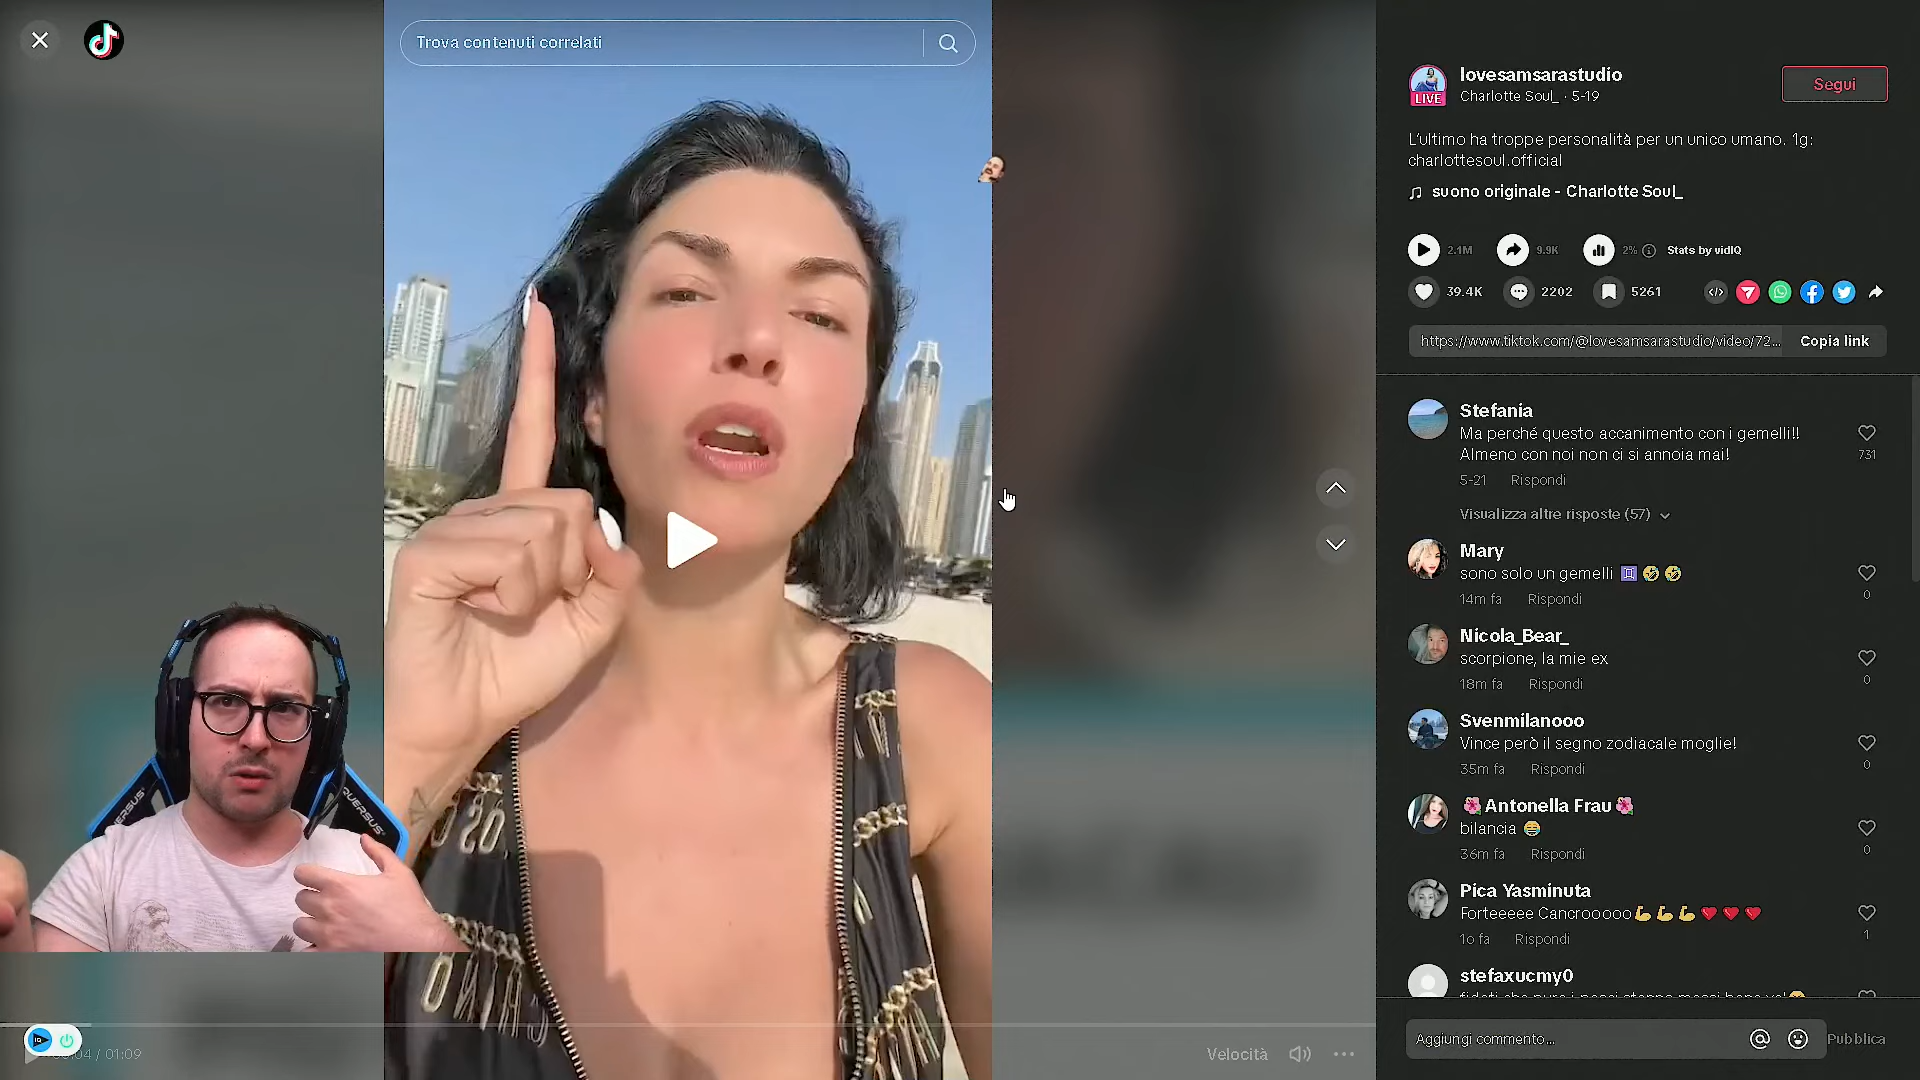 Trova contenuti correlati
lovesamsarastudio
LIVE
Charlotte Soul_ · 5-19
Segui
L'ultimo ha troppe personalità per un unico umano. 1g:
charlottesoul.official
suono originale - Charlotte Soul_
2.1M
9.9K
2%
Stats by vidIQ
39.4K
2202
5261
https://www.tiktok.com/@lovesamsarastudio/video/72...
Copia link
Stefania
Ma perché questo accanimento con i gemelli!!
Almeno con noi non ci si annoia mai!
731
5-21 Rispondi
Visualizza altre risposte (57)
Mary
sono solo un gemelli ♊ 🤣 🤣
0
14m fa Rispondi
Nicola_Bear_
scorpione, la mie ex
0
18m fa Rispondi
Svenmilanooo
Vince però il segno zodiacale moglie!
0
35m fa Rispondi
🌺Antonella Frau🌺
bilancia 😂
0
36m fa Rispondi
Pica Yasminuta
Forteeeee Cancrooooo💪💪💪❤️❤️❤️
1
1o fa Rispondi
stefaxucmy0
Aggiungi commento...
Pubblica
/ 01:09
Velocità
QUERSUS